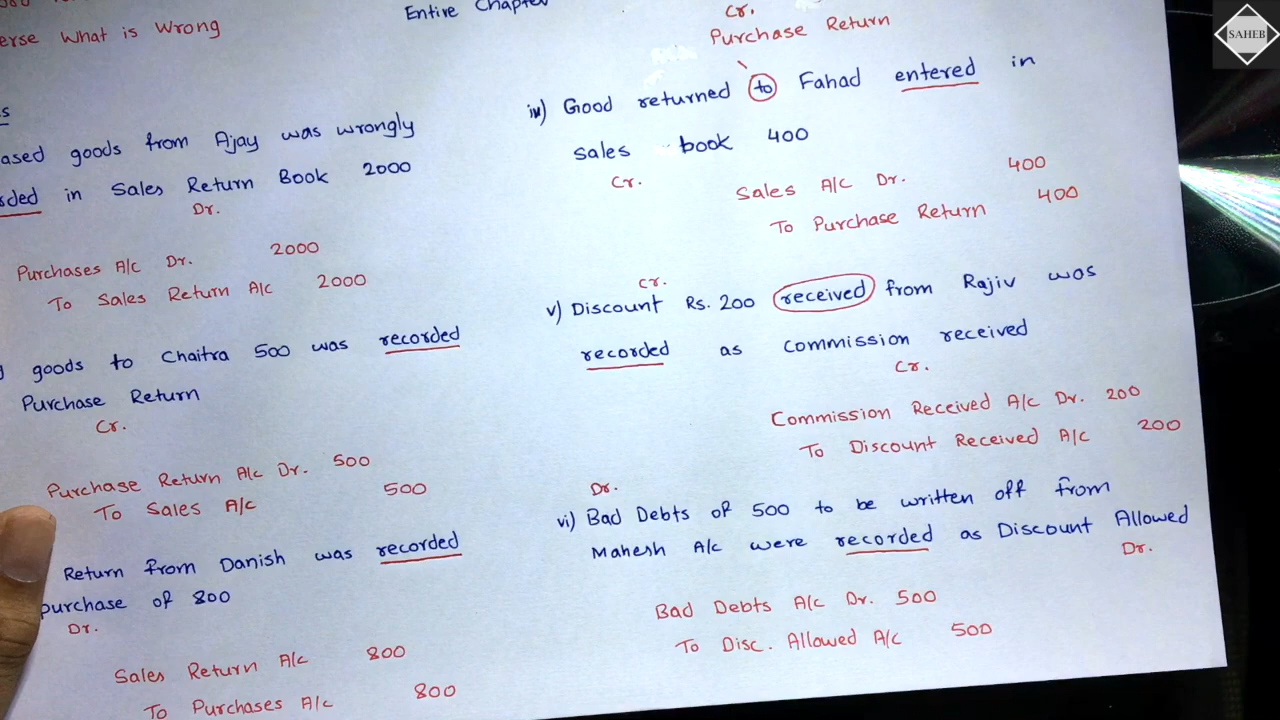 Entire Chapter
What is Wrong
goods from Ajay was wrongly
in Sales Return Book 2000
Dr.
Purchases A/c Dr. 2000
To Sales Return A/c 2000
goods to Chaitra 500 was recorded
Purchase Return
Cr.
Purchase Return A/c Dr. 500
To Sales A/c 500
Return from Danish was recorded
purchase of 800
Dr.
Sales Return A/c 800
To Purchases A/c 800
Cr.
Purchase Return
iv) Good returned to Fahad entered in
sales book 400
Cr.
Sales A/c Dr. 400
To Purchase Return 400
Cr.
v) Discount Rs. 200 received from Rajiv was
recorded as commission received
Cr.
Commission Received A/c Dr. 200
To Discount Received A/c 200
Dr.
vi) Bad Debts of 500 to be written off from
Mahesh A/c were recorded as Discount Allowed
Dr.
Bad Debts A/c Dr. 500
To Disc. Allowed A/c 500
SAHEB